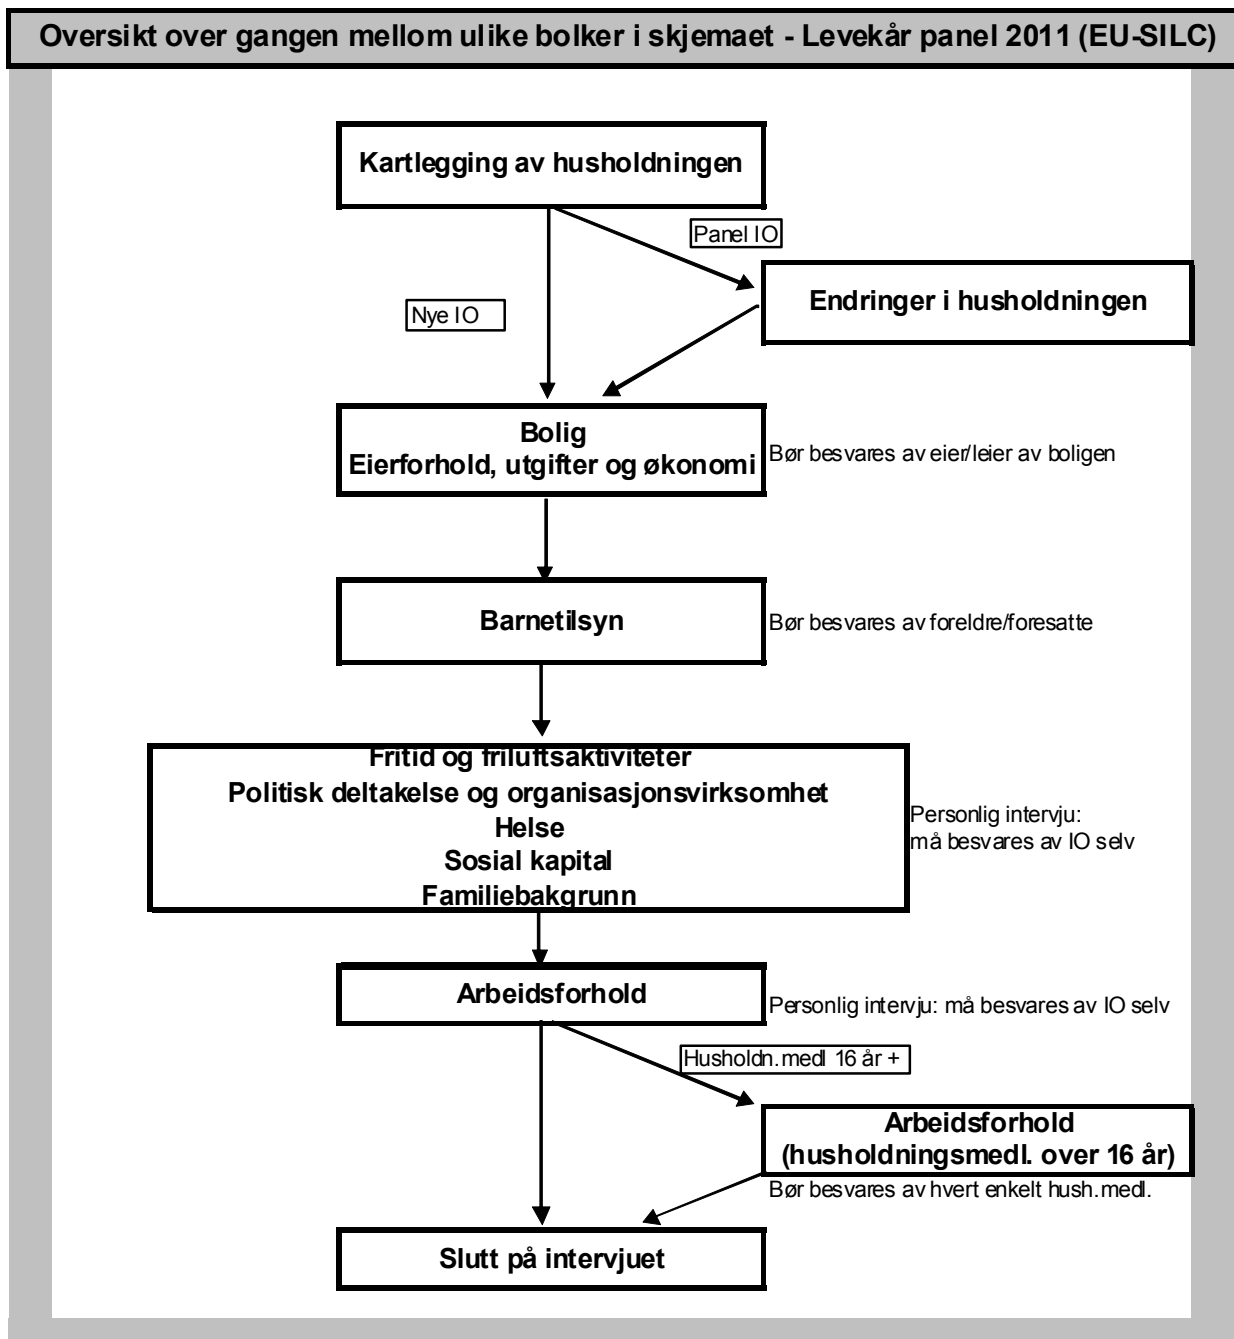 Oversikt over gangen mellom ulike bolker i skjemaet - Levekår panel 2011 (EU-SILC)
Kartlegging av husholdningen
Panel IO
Endringer i husholdningen
Nye IO
Bolig
Eierforhold, utgifter og økonomi
Bør besvares av eier/leier av boligen
Barnetilsyn
Bør besvares av foreldre/foresatte
Fritid og friluftsaktiviteter
Politisk deltakelse og organisasjonsvirksomhet
Helse
Sosial kapital
Familiebakgrunn
Personlig intervju:
må besvares av IO selv
Arbeidsforhold
Personlig intervju: må besvares av IO selv
Husholdn.medl 16 år +
Arbeidsforhold
(husholdningsmedl. over 16 år)
Bør besvares av hvert enkelt hush.medl.
Slutt på intervjuet